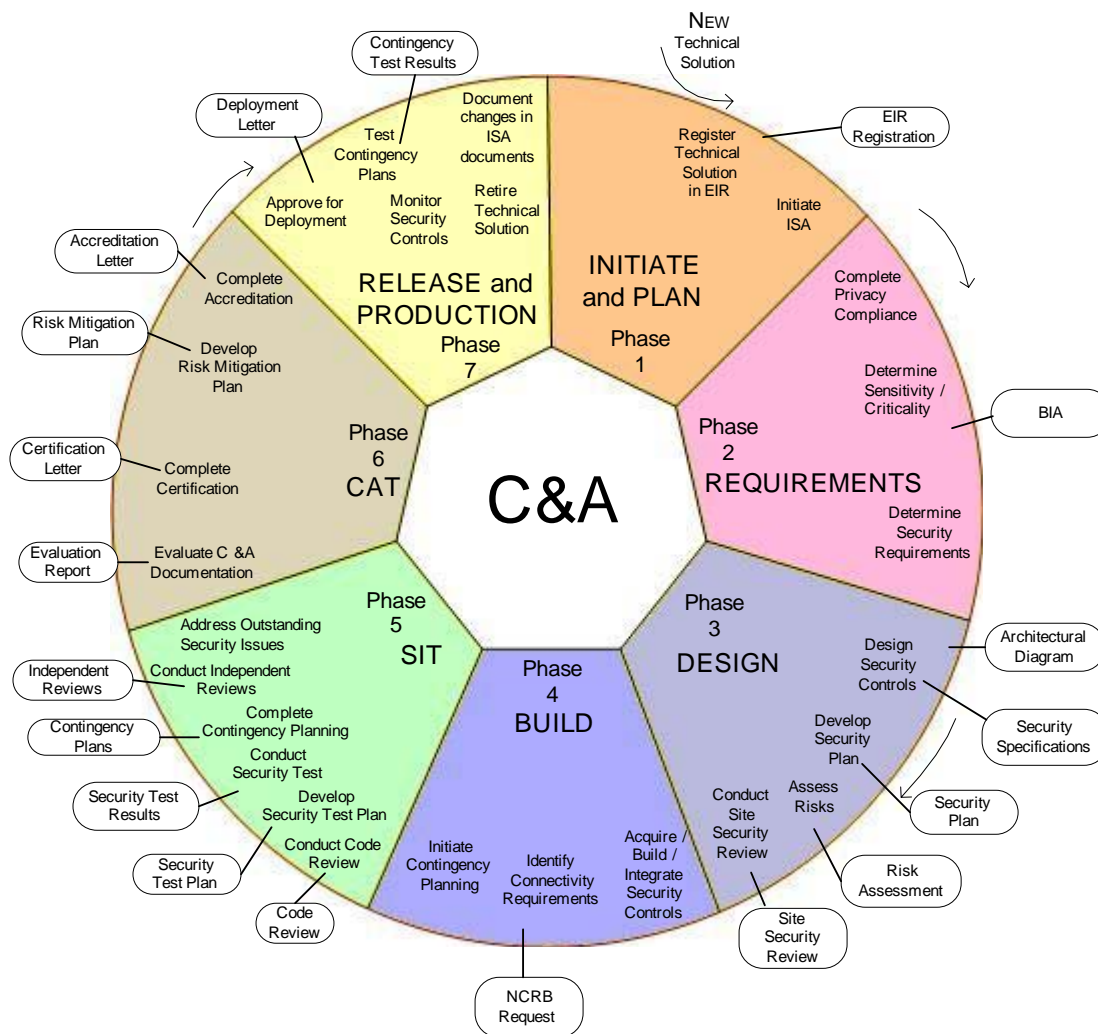 NEW
Technical
Solution
EIR
Registration
Register
Technical
Solution
in EIR
Initiate
ISA
INITIATE
and PLAN
Phase
1
Complete
Privacy
Compliance
Determine
Sensitivity /
Criticality
BIA
Phase
2
REQUIREMENTS
Determine
Security
Requirements
Phase
3
DESIGN
Design
Security
Controls
Architectural
Diagram
Security
Specifications
Develop
Security
Plan
Security
Plan
Assess
Risks
Risk
Assessment
Conduct
Site
Security
Review
Site
Security
Review
Phase
4
BUILD
Acquire /
Build /
Integrate
Security
Controls
Identify
Connectivity
Requirements
NCRB
Request
Initiate
Contingency
Planning
Phase
5
SIT
Conduct Code
Review
Code
Review
Develop
Security Test Plan
Security
Test Plan
Conduct
Security Test
Security Test
Results
Complete
Contingency Planning
Contingency
Plans
Conduct Independent
Reviews
Independent
Reviews
Address Outstanding
Security Issues
Phase
6
CAT
Evaluate C &A
Documentation
Evaluation
Report
Complete
Certification
Certification
Letter
Develop
Risk Mitigation
Plan
Risk Mitigation
Plan
Complete
Accreditation
Accreditation
Letter
RELEASE and
PRODUCTION
Phase
7
Approve for
Deployment
Deployment
Letter
Test
Contingency
Plans
Contingency
Test Results
Monitor
Security
Controls
Document
changes in
ISA
documents
Retire
Technical
Solution
C&A